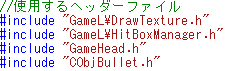 //使用するヘッダーファイル
#include "GameL¥DrawTexture.h"
#include "GameL¥HitBoxManager.h"
#include "GameHead.h"
#include "CObjBullet.h"